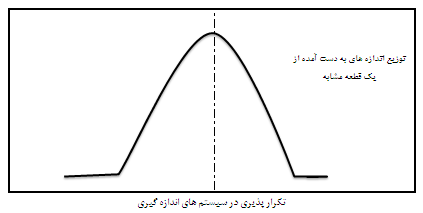 توزیع اندازه های به دست آمده از
یک قطعه مشابه
تکرار پذیری در سیستم های اندازه گیری